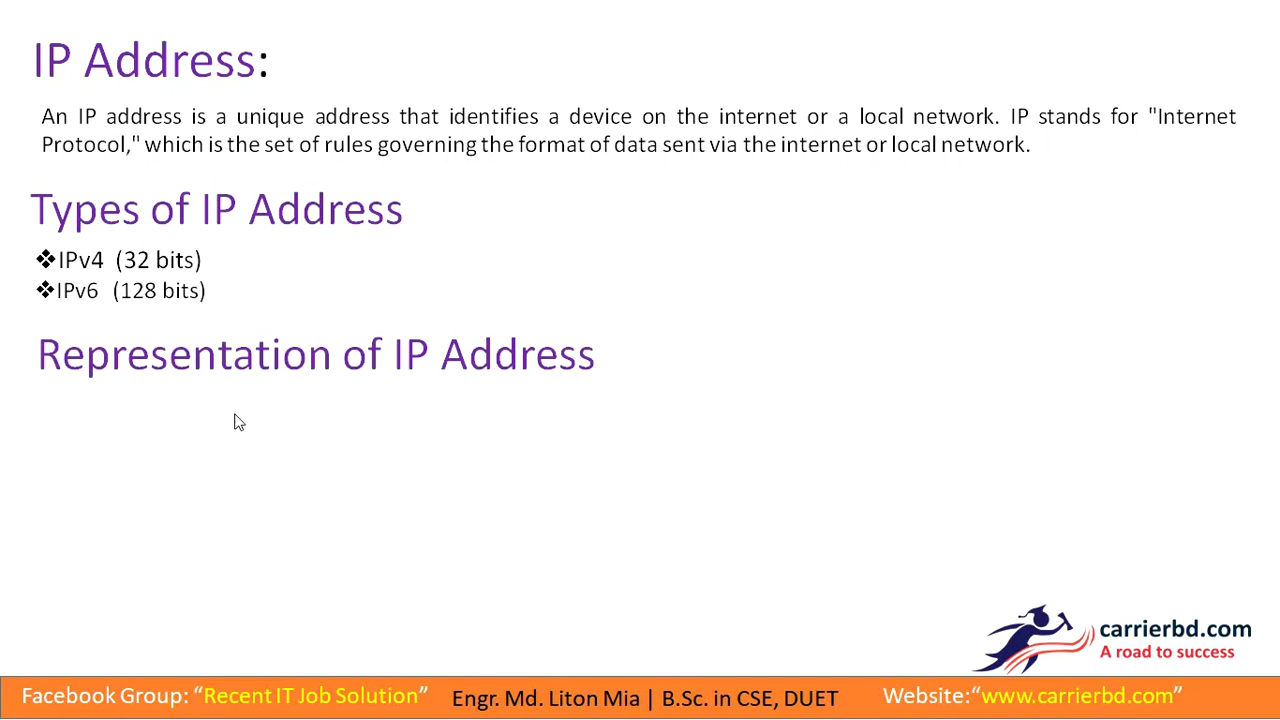 IP Address:
An IP address is a unique address that identifies a device on the internet or a local network. IP stands for "Internet
Protocol," which is the set of rules governing the format of data sent via the internet or local network.
Types of IP Address
❖IPv4 (32 bits)
❖IPv6 (128 bits)
Representation of IP Address
carrierbd.com
A road to success
Facebook Group: “Recent IT Job Solution” Engr. Md. Liton Mia | B.Sc. in CSE, DUET Website:“www.carrierbd.com”